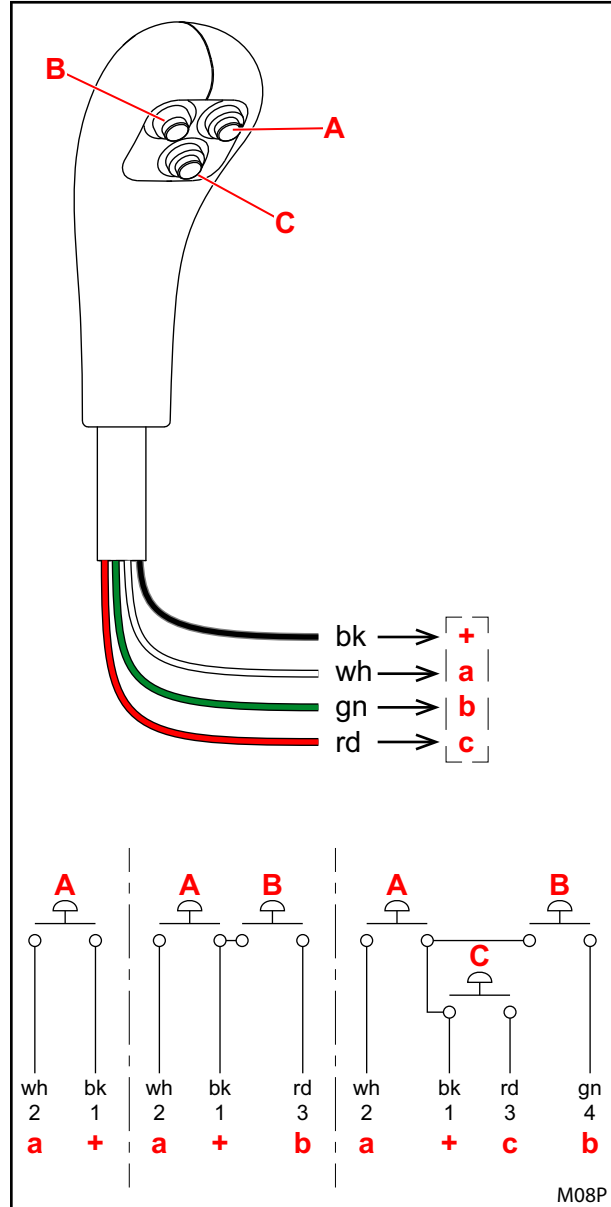 B
A
C
bk +
wh a
gn b
rd c
A A B A B
C
wh bk wh bk rd wh bk rd gn
2 1 2 1 3 2 1 3 4
a + a + b a + c b
M08P